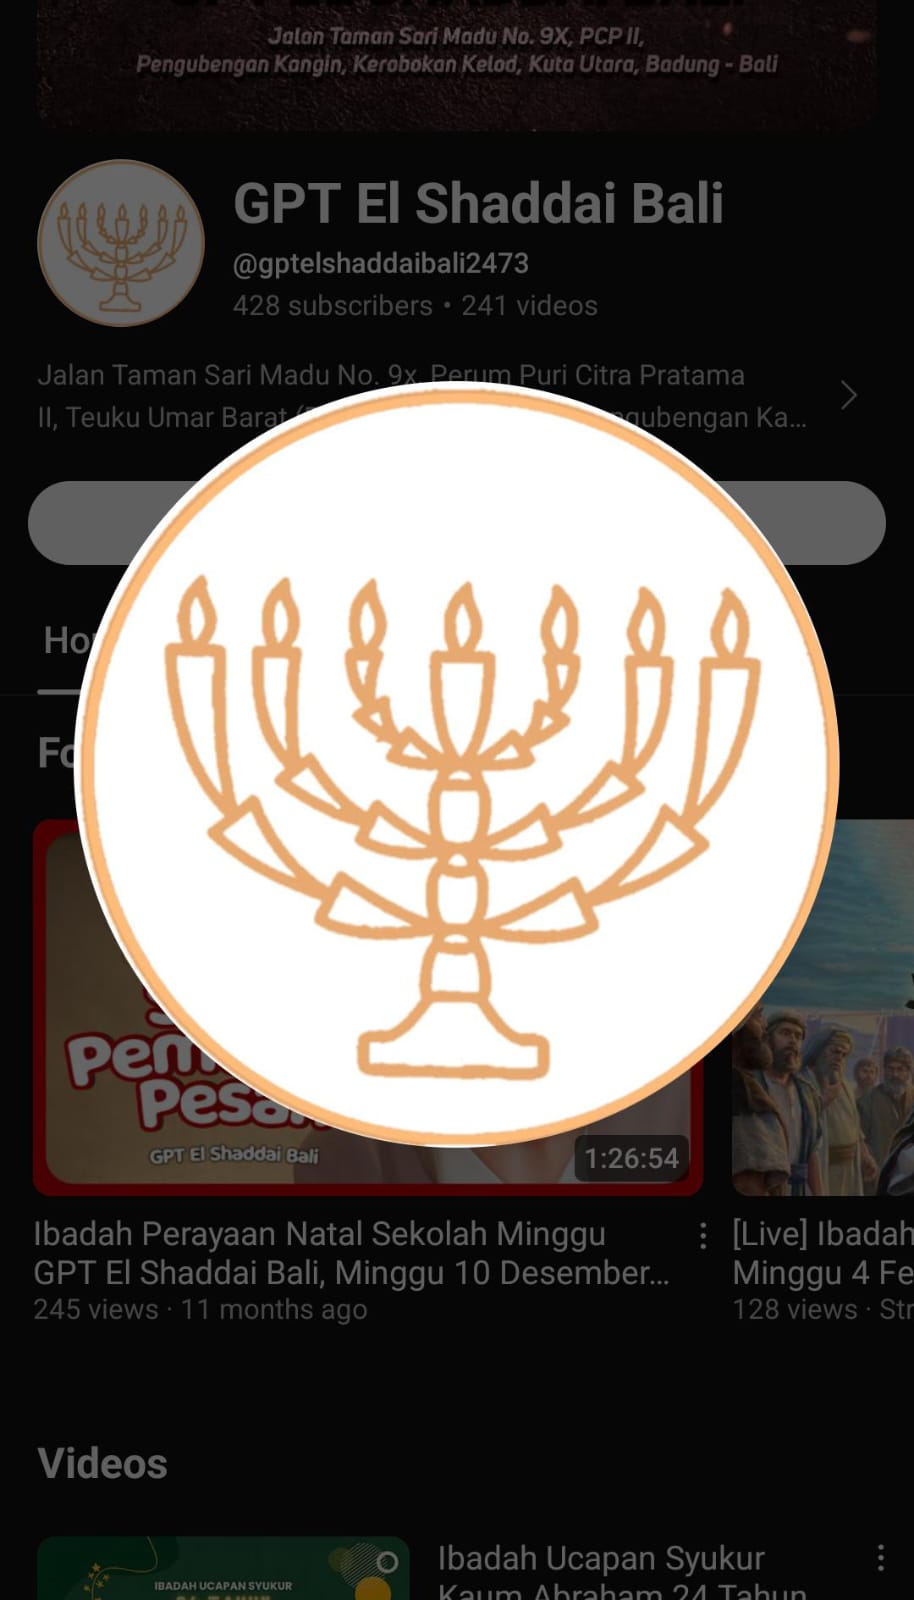 Jalan Taman Sari Madu No. 9X, PCP II,
Pengubengan Kangin, Kerobokan Kelod, Kuta Utara, Badung - Bali
GPT El Shaddai Bali
@gptelshaddaibali2473
428 subscribers • 241 videos
Jalan Taman Sari Madu No. 9x, Perum Puri Citra Pratama
II, Teuku Umar Barat
GPT El Shaddai Bali
1:26:54
Ibadah Perayaan Natal Sekolah Minggu
GPT El Shaddai Bali, Minggu 10 Desember...
245 views · 11 months ago
[Live] Ibadah
Minggu 4 Fe
128 views · Str
Videos
IBADAH UCAPAN SYUKUR
Ibadah Ucapan Syukur
Kaum Abraham 24 Tahun